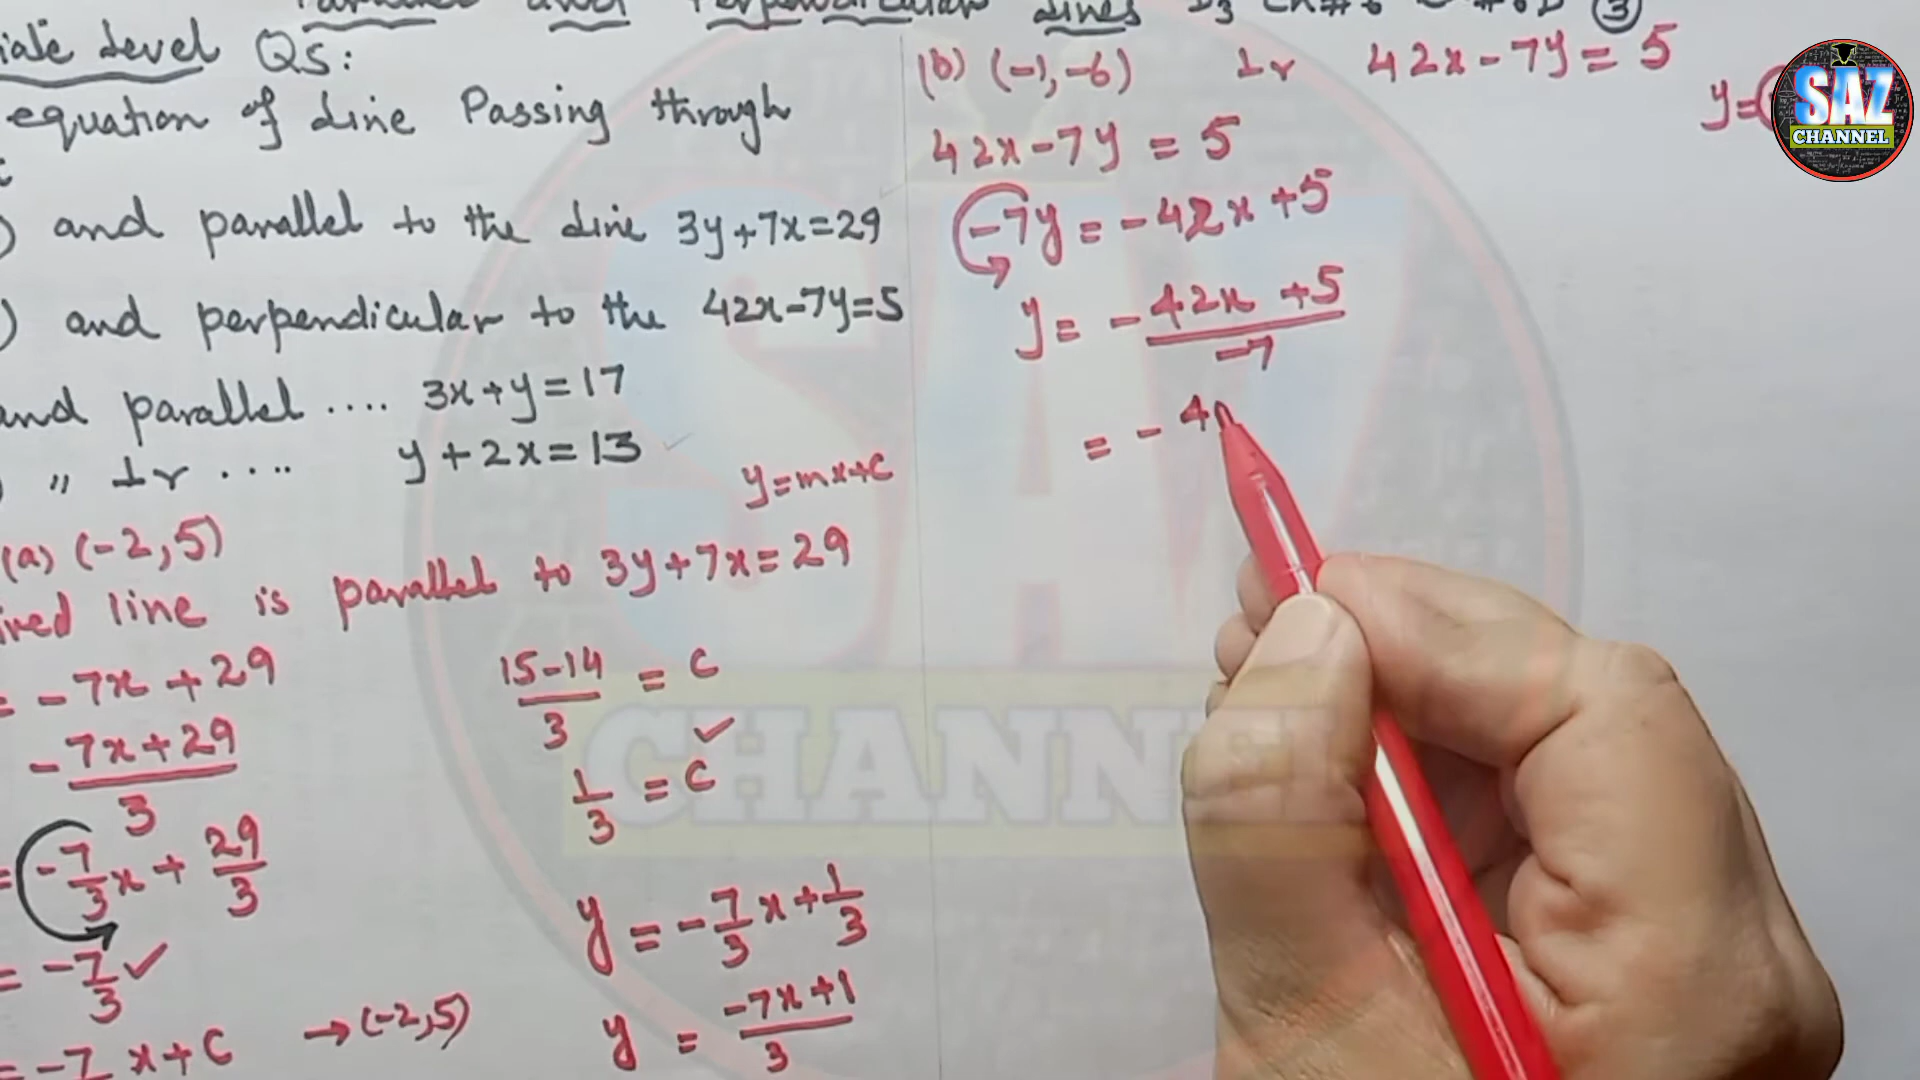 and Perpendicular Lines
Level Q5:
equation of Line Passing through
) and parallel to the Line 3y+7x=29
) and perpendicular to the 42x-7y=5
and parallel .... 3x+y=17
) " ⊥r .... y+2x=13
y=mx+c
(a) (-2,5)
line is parallel to 3y+7x=29
= -7x+29
-7x+29
3
= -7/3 x + 29/3
= -7/3 ✓
= -7 x+c → (-2,5)
15-14/3 = c
1/3 = c ✓
y = -7/3 x + 1/3
y = -7x+1/3
(b) (-1,-6) ⊥r 42x-7y=5
y=
42x-7y=5
-7y=-42x+5
y= -42x+5/-7
= - 4
SAZ
CHANNEL
SAZ
CHANNEL